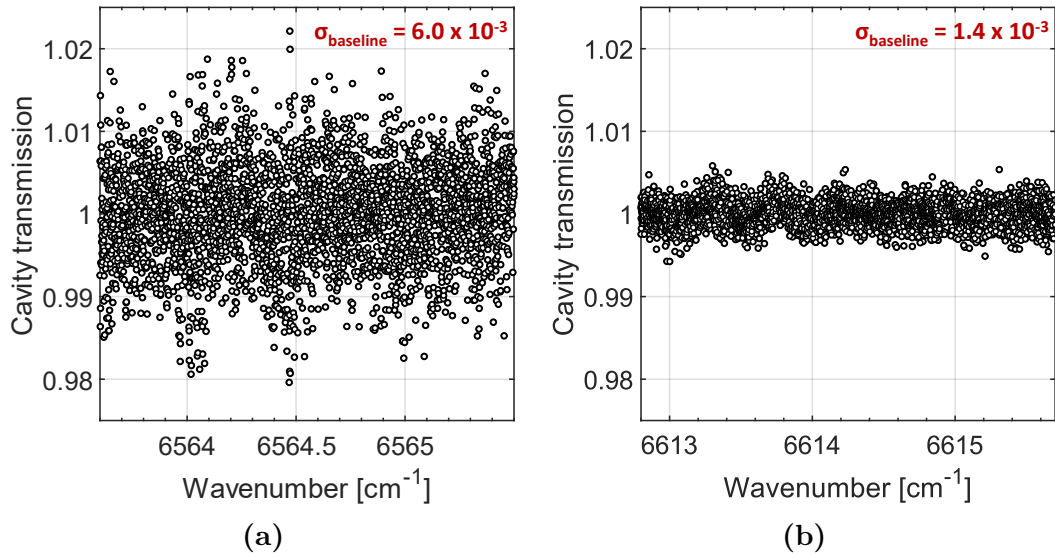 σbaseline = 6.0 x 10-3
1.02
1.01
1
0.99
0.98
Cavity transmission
6564
6564.5
6565
Wavenumber [cm-1]
(a)
σbaseline = 1.4 x 10-3
1.02
1.01
1
0.99
0.98
Cavity transmission
6613
6614
6615
Wavenumber [cm-1]
(b)